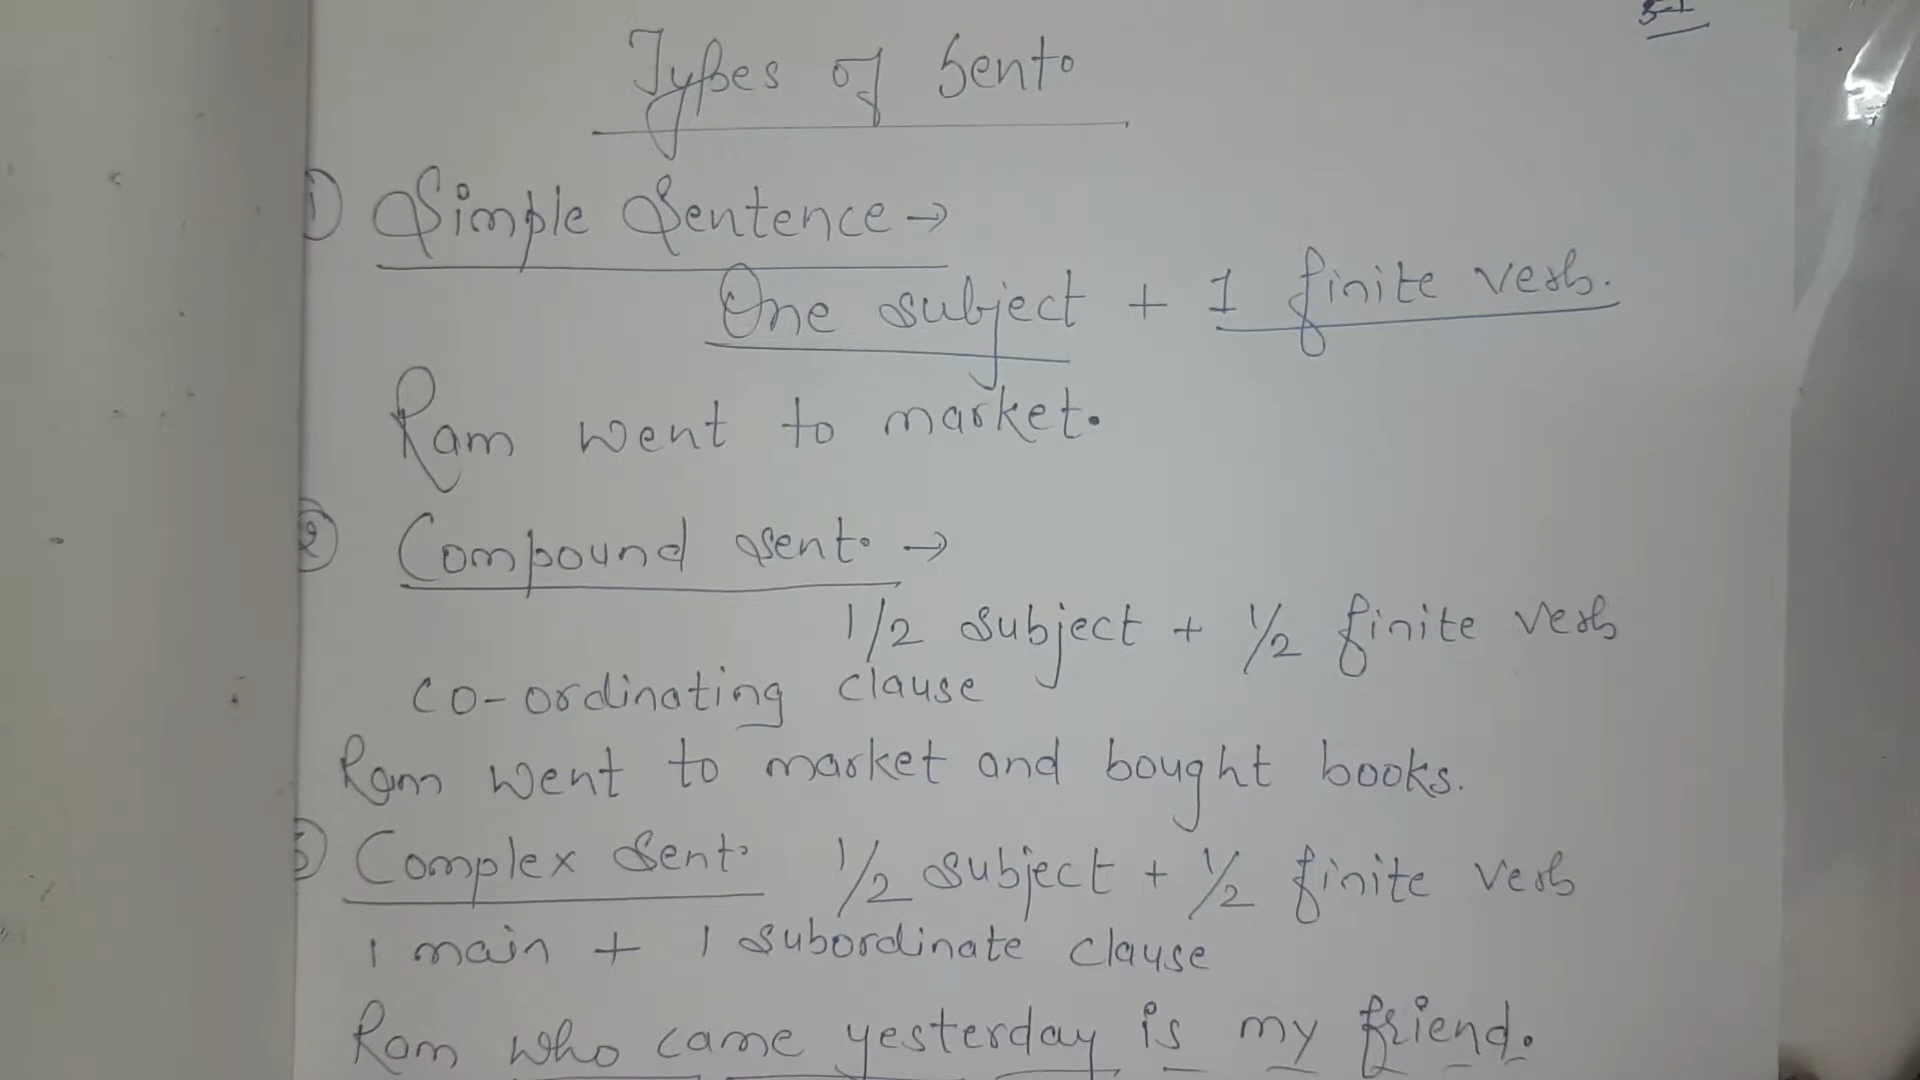 Types of Sent.
① Simple Sentence →
One subject + 1 finite verb.
Ram went to market.
② Compound sent. →
1/2 subject + 1/2 finite verb
co-ordinating clause
Ram went to market and bought books.
③ Complex Sent. 1/2 subject + 1/2 finite verb
1 main + 1 subordinate clause
Ram who came yesterday is my friend.